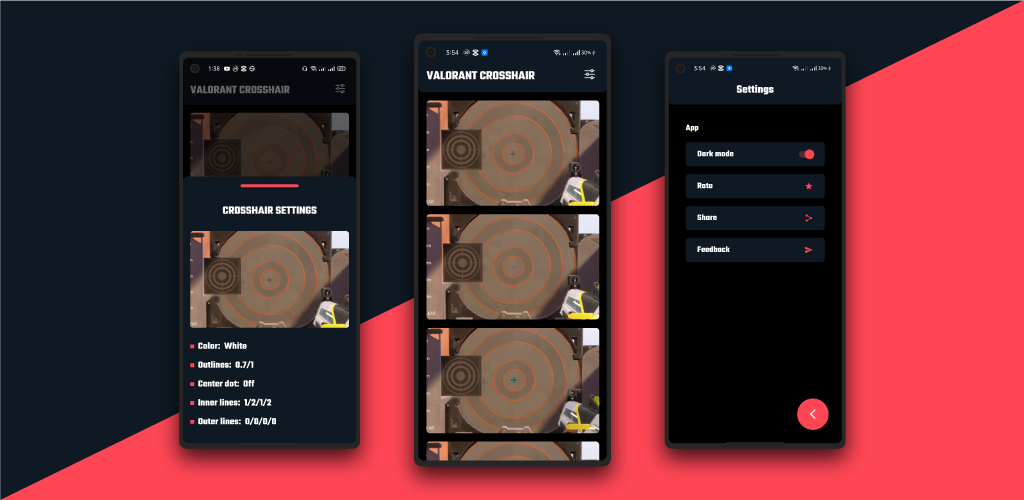 1:38
VALORANT CROSSHAIR
CROSSHAIR SETTINGS
Color: White
Outlines: 0.7/1
Center dot: Off
Inner lines: 1/2/1/2
Outer lines: 0/0/0/0
3:54
30%
VALORANT CROSSHAIR
3:54
30%
Settings
App
Dark mode
Rate
Share
Feedback